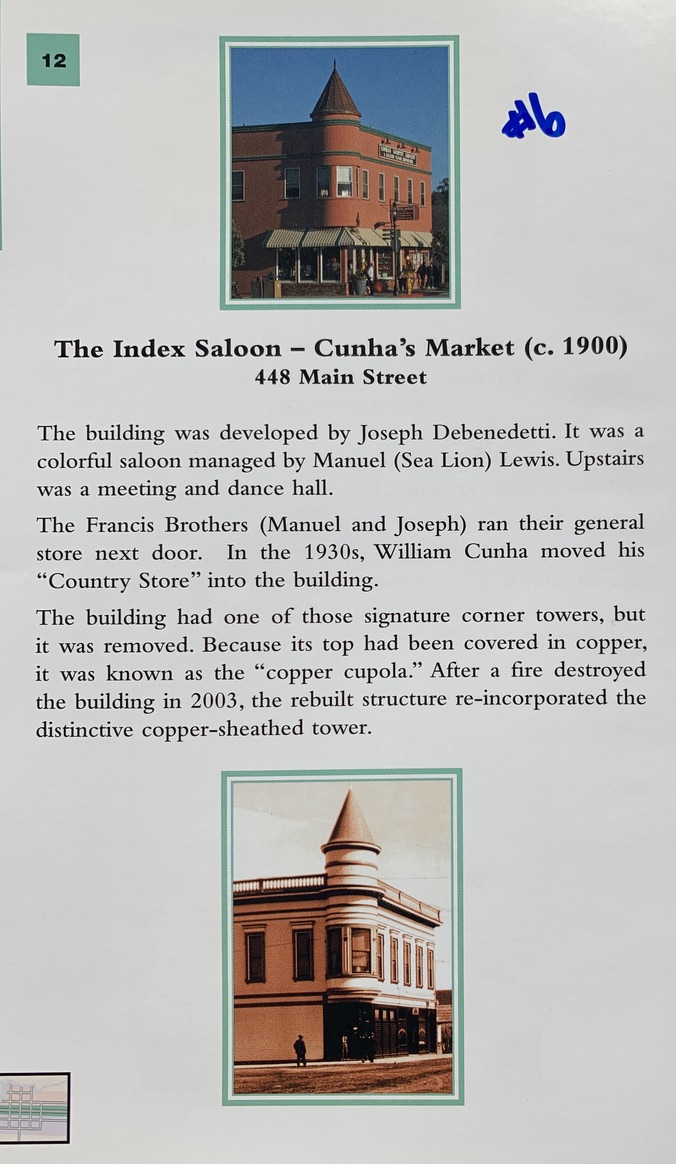 12
#6
The Index Saloon – Cunha's Market (c. 1900)
448 Main Street
The building was developed by Joseph Debenedetti. It was a
colorful saloon managed by Manuel (Sea Lion) Lewis. Upstairs
was a meeting and dance hall.
The Francis Brothers (Manuel and Joseph) ran their general
store next door. In the 1930s, William Cunha moved his
“Country Store” into the building.
The building had one of those signature corner towers, but
it was removed. Because its top had been covered in copper,
it was known as the “copper cupola.” After a fire destroyed
the building in 2003, the rebuilt structure re-incorporated the
distinctive copper-sheathed tower.